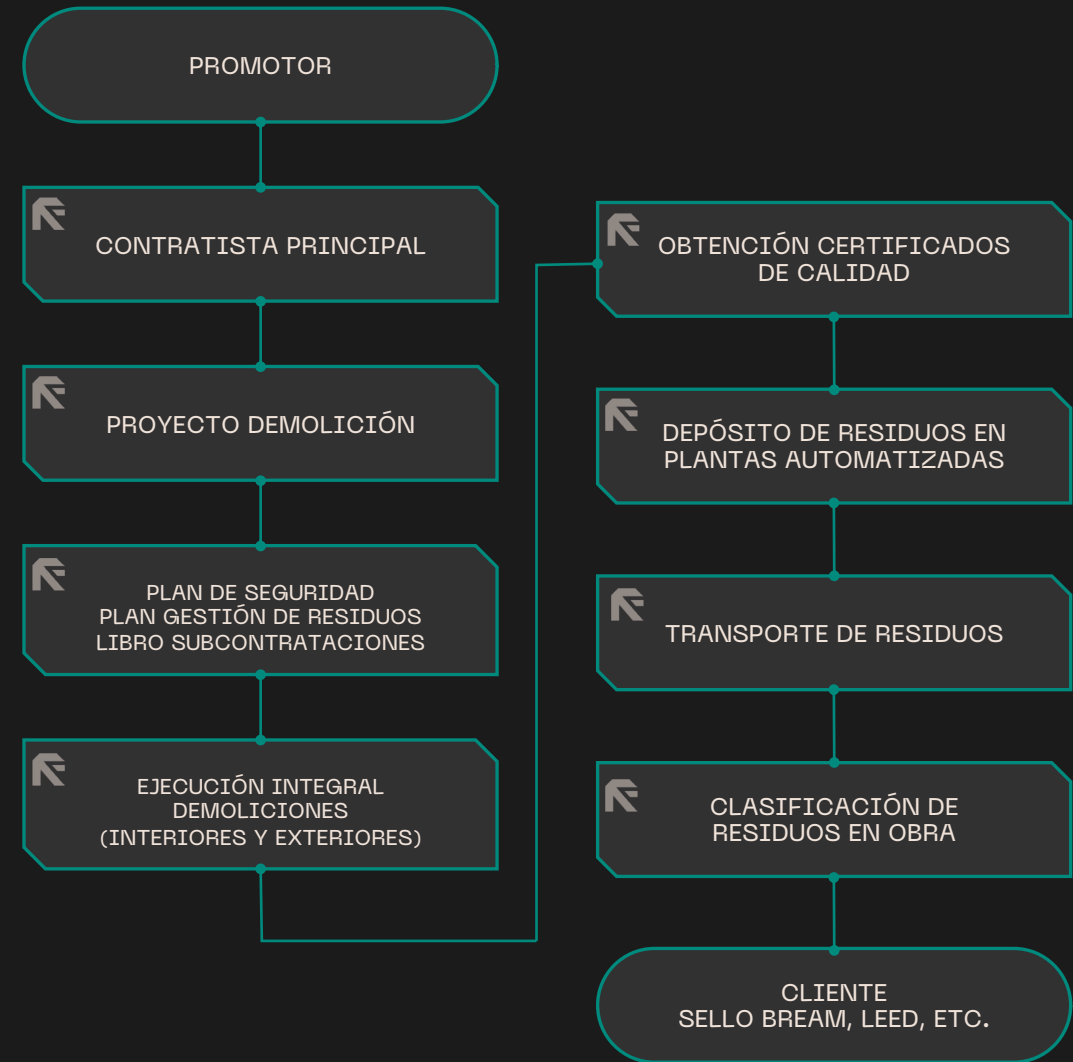 PROMOTOR
CONTRATISTA PRINCIPAL
PROYECTO DEMOLICIÓN
PLAN DE SEGURIDAD
PLAN GESTIÓN DE RESIDUOS
LIBRO SUBCONTRATACIONES
EJECUCIÓN INTEGRAL
DEMOLICIONES
(INTERIORES Y EXTERIORES)
OBTENCIÓN CERTIFICADOS
DE CALIDAD
DEPÓSITO DE RESIDUOS EN
PLANTAS AUTOMATIZADAS
TRANSPORTE DE RESIDUOS
CLASIFICACIÓN DE
RESIDUOS EN OBRA
CLIENTE
SELLO BREAM, LEED, ETC.